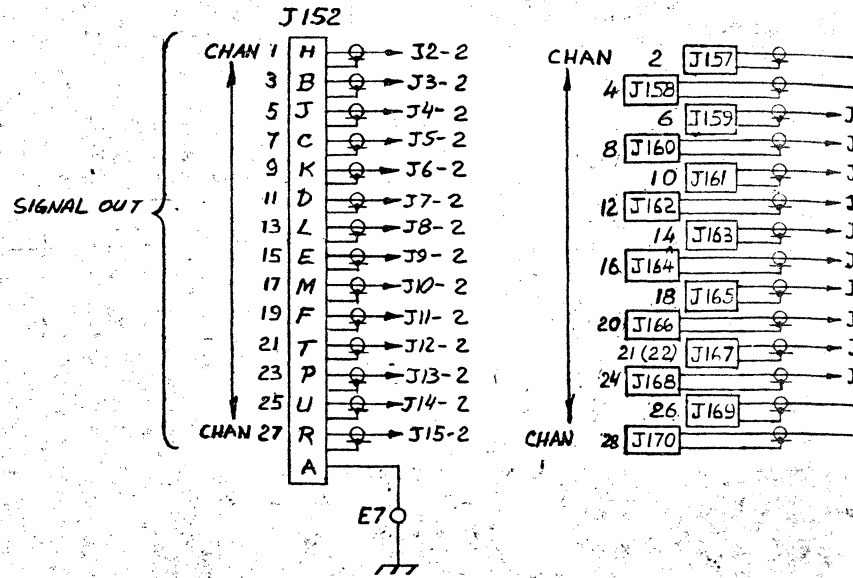 J152
CHAN 1 H J2-2
3 B J3-2
5 J J4-2
7 C J5-2
9 K J6-2
11 D J7-2
13 L J8-2
SIGNAL OUT
15 E J9-2
17 M J10-2
19 F J11-2
21 T J12-2
23 P J13-2
25 U J14-2
CHAN 27 R J15-2
A
E7
CHAN 2 J157
4 J158
6 J159 J
8 J160 J
10 J161 J
12 J162 J
14 J163 J
16 J164 J
18 J165 J
20 J166 J
21(22) J167 J
24 J168 J
26 J169
CHAN 28 J170